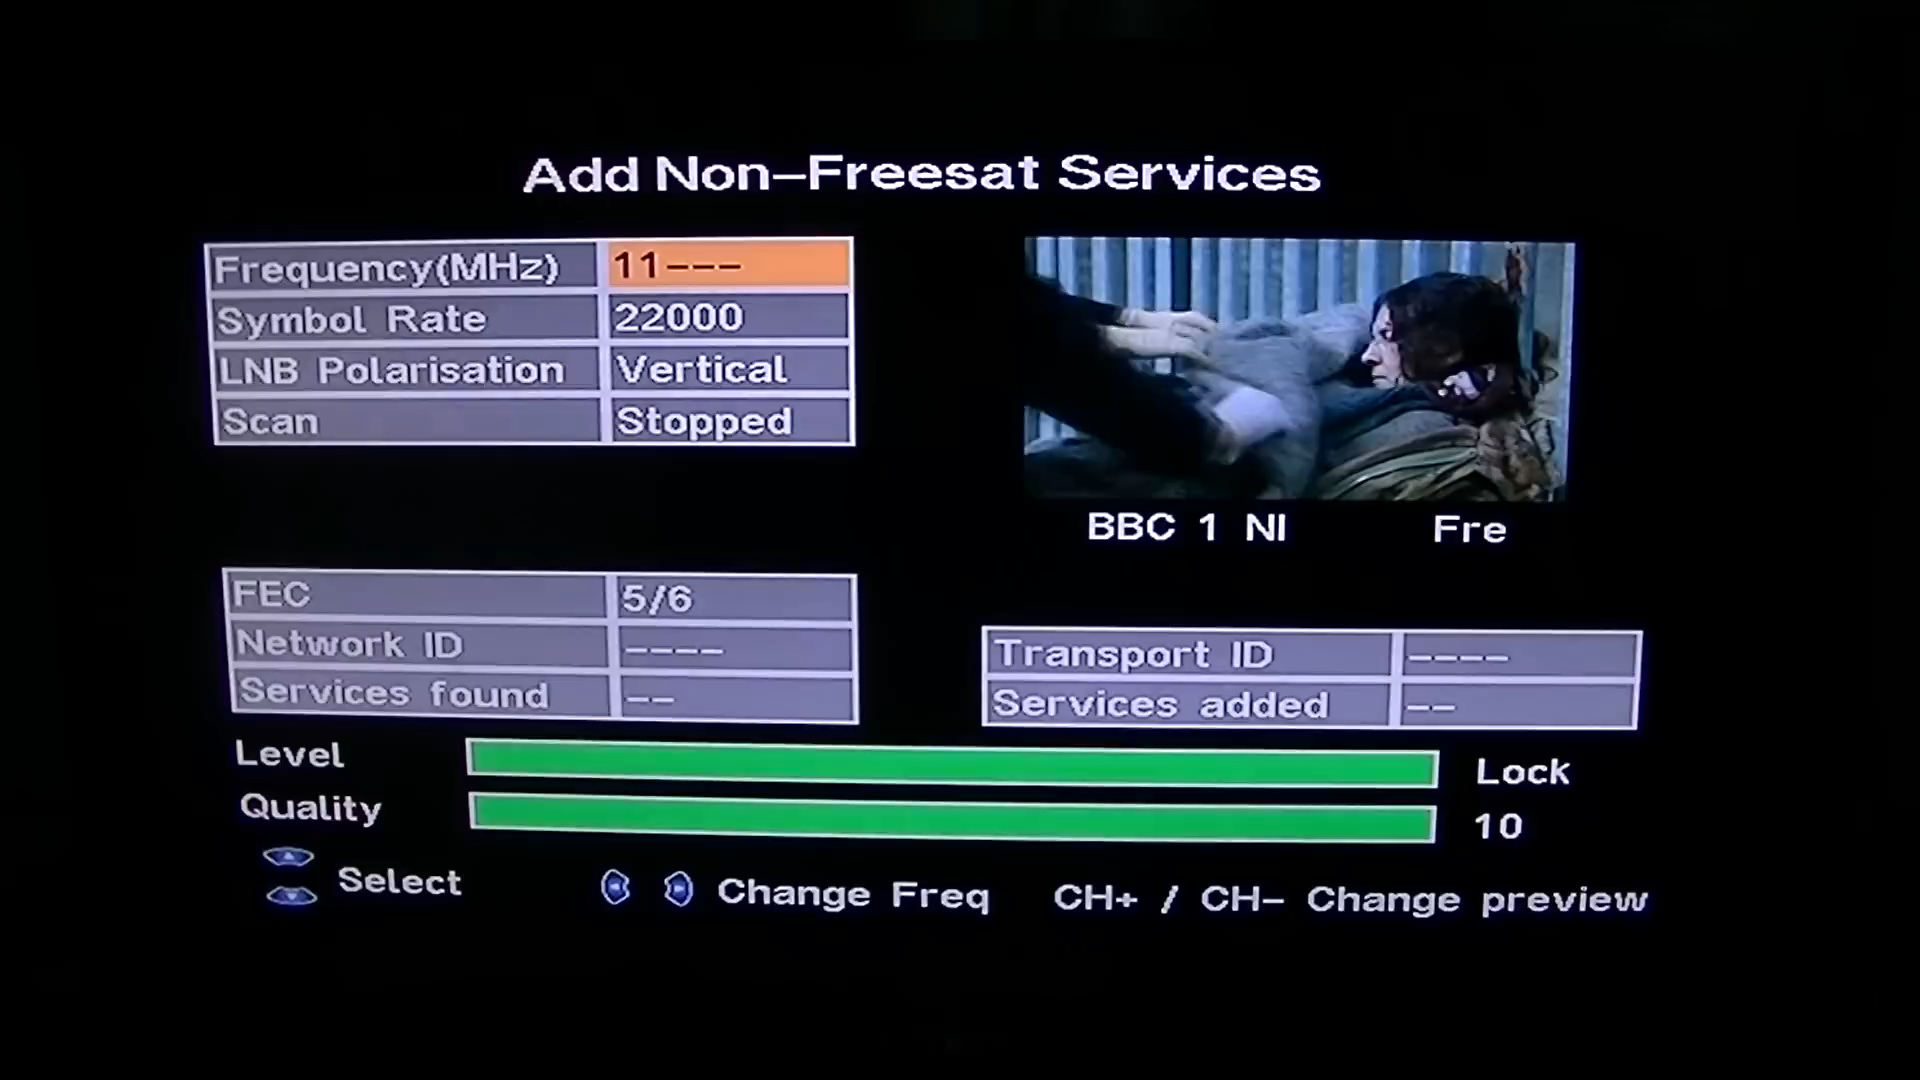 Add Non-Freesat Services
Frequency(MHz) 11---
Symbol Rate 22000
LNB Polarisation Vertical
Scan Stopped
BBC 1 NI Fre
FEC 5/6
Network ID ----
Services found --
Transport ID ----
Services added --
Level Lock
Quality 10
Select Change Freq CH+ / CH- Change preview